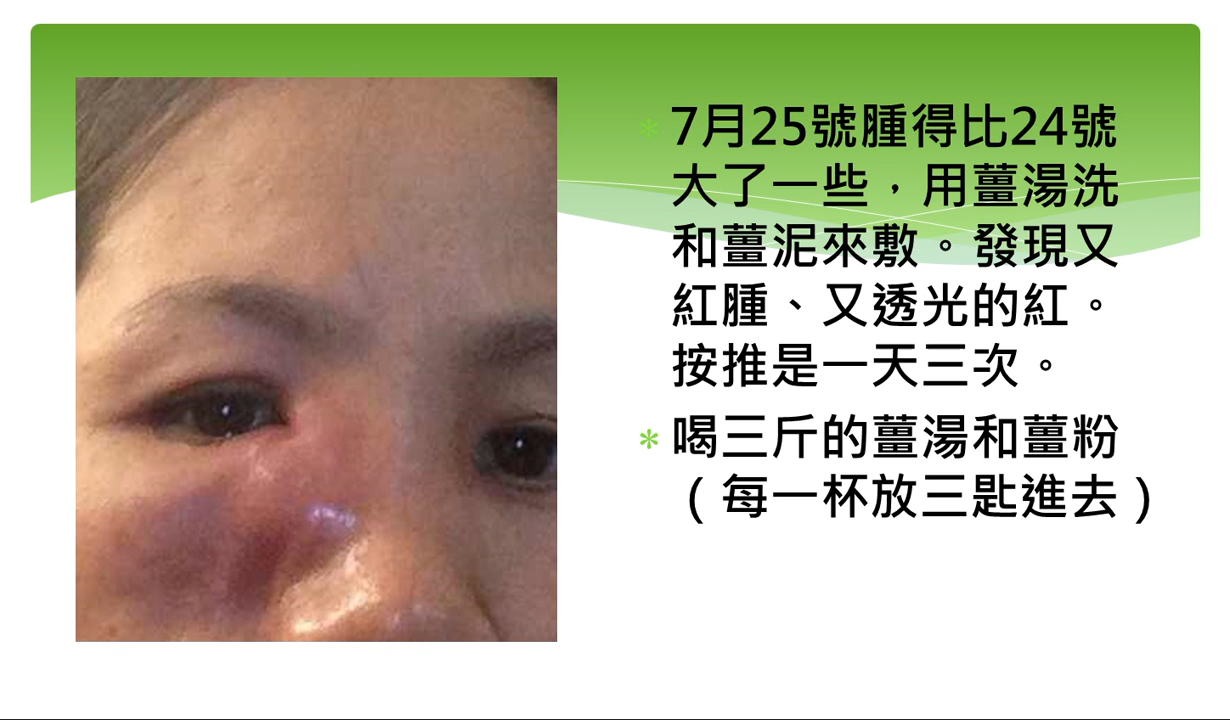 7月25號腫得比24號
大了一些，用薑湯洗
和薑泥來敷。發現又
紅腫、又透光的紅。
按推是一天三次。
喝三斤的薑湯和薑粉
（每一杯放三匙進去）